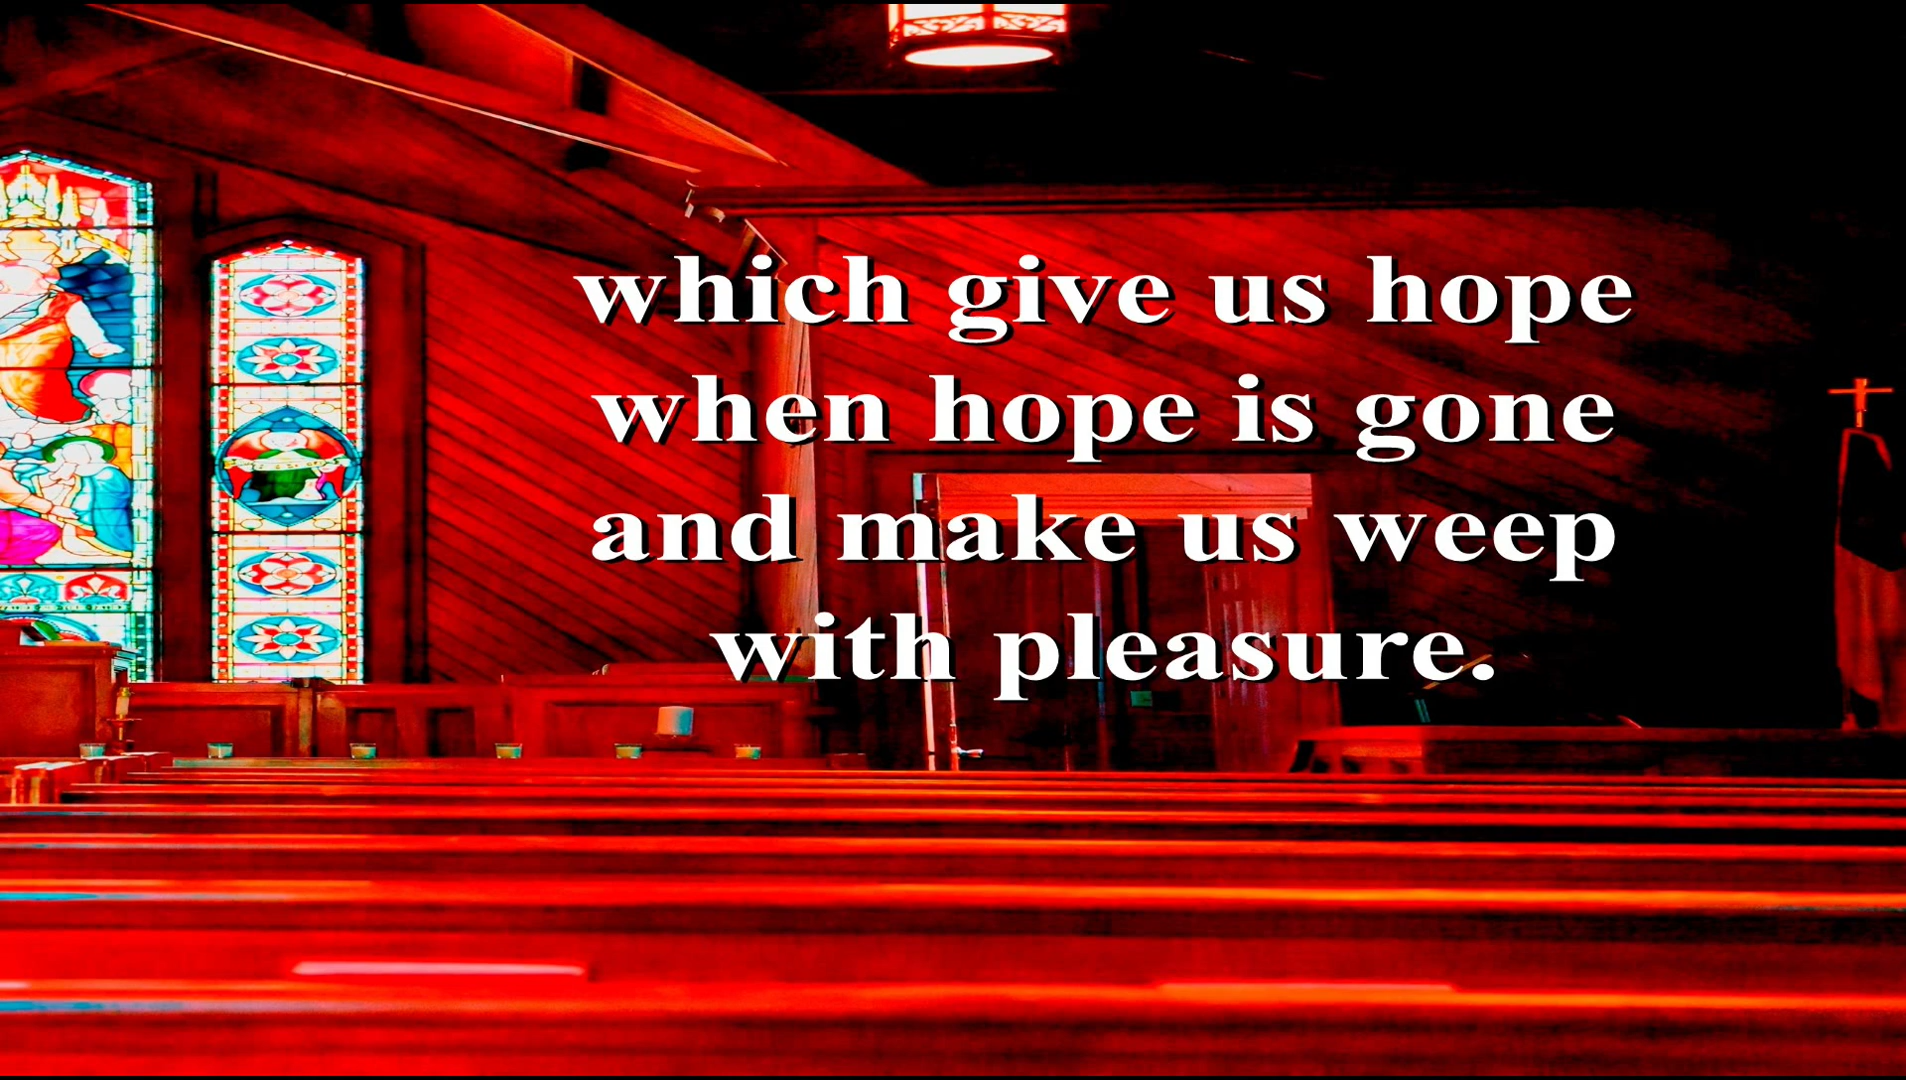 which give us hope
when hope is gone
and make us weep
with pleasure.